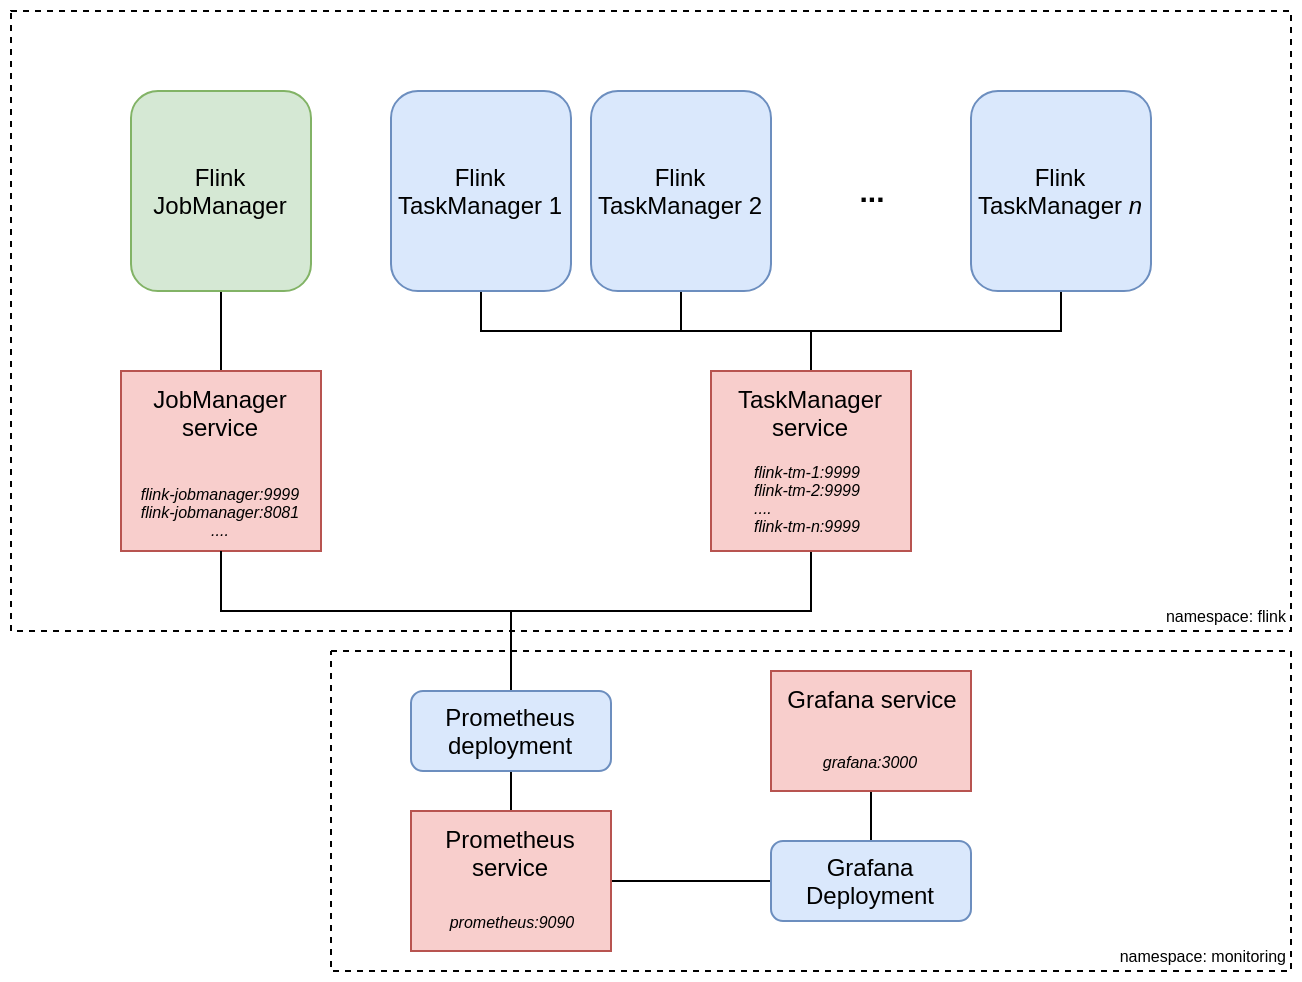 Flink
JobManager
Flink
TaskManager 1
Flink
TaskManager 2
...
Flink
TaskManager n
JobManager
service
flink-jobmanager:9999
flink-jobmanager:8081
....
TaskManager
service
flink-tm-1:9999
flink-tm-2:9999
....
flink-tm-n:9999
namespace: flink
Prometheus
deployment
Grafana service
grafana:3000
Prometheus
service
prometheus:9090
Grafana
Deployment
namespace: monitoring